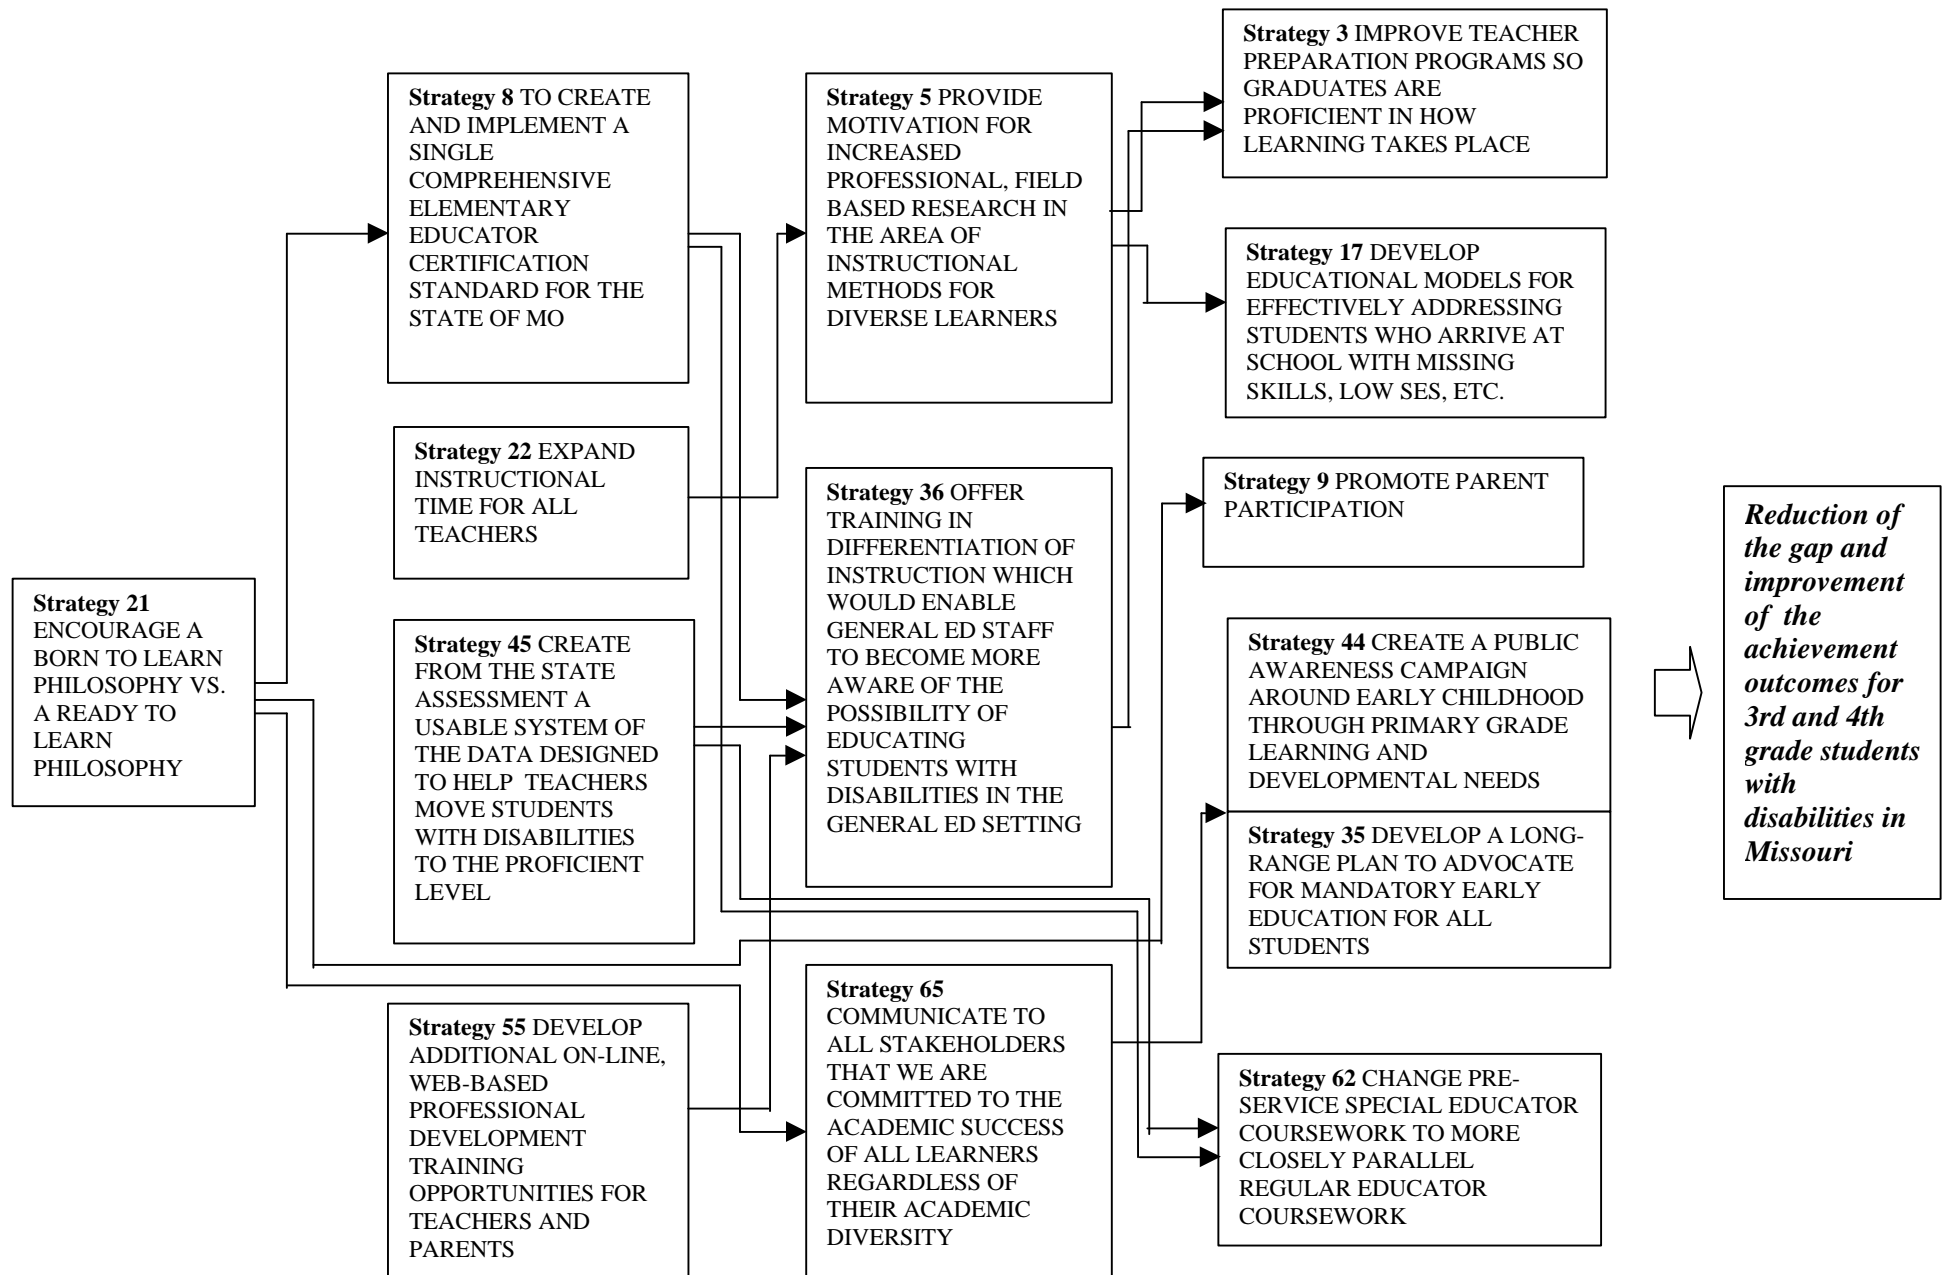 Strategy 21
ENCOURAGE A
BORN TO LEARN
PHILOSOPHY VS.
A READY TO
LEARN
PHILOSOPHY
Strategy 8 TO CREATE
AND IMPLEMENT A
SINGLE
COMPREHENSIVE
ELEMENTARY
EDUCATOR
CERTIFICATION
STANDARD FOR THE
STATE OF MO
Strategy 22 EXPAND
INSTRUCTIONAL
TIME FOR ALL
TEACHERS
Strategy 45 CREATE
FROM THE STATE
ASSESSMENT A
USABLE SYSTEM OF
THE DATA DESIGNED
TO HELP TEACHERS
MOVE STUDENTS
WITH DISABILITIES
TO THE PROFICIENT
LEVEL
Strategy 55 DEVELOP
ADDITIONAL ON-LINE,
WEB-BASED
PROFESSIONAL
DEVELOPMENT
TRAINING
OPPORTUNITIES FOR
TEACHERS AND
PARENTS
Strategy 5 PROVIDE
MOTIVATION FOR
INCREASED
PROFESSIONAL, FIELD
BASED RESEARCH IN
THE AREA OF
INSTRUCTIONAL
METHODS FOR
DIVERSE LEARNERS
Strategy 36 OFFER
TRAINING IN
DIFFERENTIATION OF
INSTRUCTION WHICH
WOULD ENABLE
GENERAL ED STAFF
TO BECOME MORE
AWARE OF THE
POSSIBILITY OF
EDUCATING
STUDENTS WITH
DISABILITIES IN THE
GENERAL ED SETTING
Strategy 65
COMMUNICATE TO
ALL STAKEHOLDERS
THAT WE ARE
COMMITTED TO THE
ACADEMIC SUCCESS
OF ALL LEARNERS
REGARDLESS OF
THEIR ACADEMIC
DIVERSITY
Strategy 3 IMPROVE TEACHER
PREPARATION PROGRAMS SO
GRADUATES ARE
PROFICIENT IN HOW
LEARNING TAKES PLACE
Strategy 17 DEVELOP
EDUCATIONAL MODELS FOR
EFFECTIVELY ADDRESSING
STUDENTS WHO ARRIVE AT
SCHOOL WITH MISSING
SKILLS, LOW SES, ETC.
Strategy 9 PROMOTE PARENT
PARTICIPATION
Strategy 44 CREATE A PUBLIC
AWARENESS CAMPAIGN
AROUND EARLY CHILDHOOD
THROUGH PRIMARY GRADE
LEARNING AND
DEVELOPMENTAL NEEDS
Strategy 35 DEVELOP A LONG-
RANGE PLAN TO ADVOCATE
FOR MANDATORY EARLY
EDUCATION FOR ALL
STUDENTS
Strategy 62 CHANGE PRE-
SERVICE SPECIAL EDUCATOR
COURSEWORK TO MORE
CLOSELY PARALLEL
REGULAR EDUCATOR
COURSEWORK
Reduction of
the gap and
improvement
of the
achievement
outcomes for
3rd and 4th
grade students
with
disabilities in
Missouri